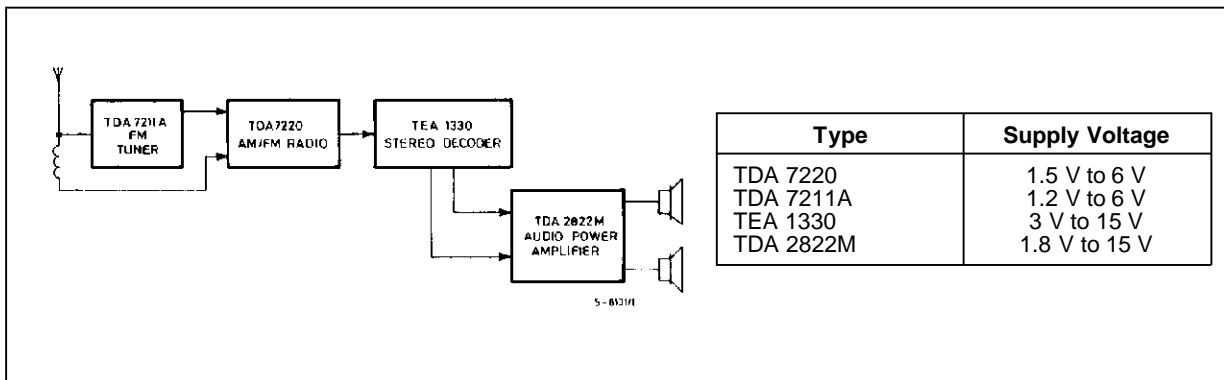 TDA 7211A
FM
TUNER
TDA7220
AM/FM RADIO
TEA 1330
STEREO DECODER
TDA 2822M
AUDIO POWER
AMPLIFIER
Type Supply Voltage
TDA 7220 1.5 V to 6 V
TDA 7211A 1.2 V to 6 V
TEA 1330 3 V to 15 V
TDA 2822M 1.8 V to 15 V